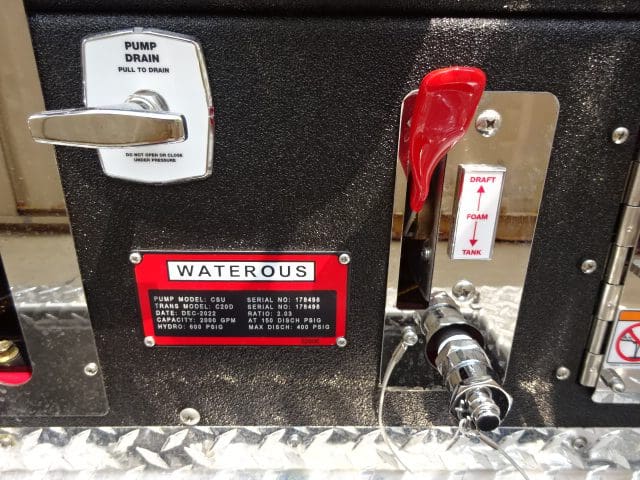 PUMP
DRAIN
PULL TO DRAIN
DO NOT OPEN OR CLOSE
UNDER PRESSURE
DRAFT
FOAM
TANK
WATEROUS
PUMP MODEL: CSU SERIAL NO: 178498
TRANS MODEL: C20D SERIAL NO: 178498
DATE: DEC-2022 RATIO: 2.03
CAPACITY: 2000 GPM AT 150 DISCH PSIG
HYDRO: 600 PSIG MAX DISCH: 400 PSIG